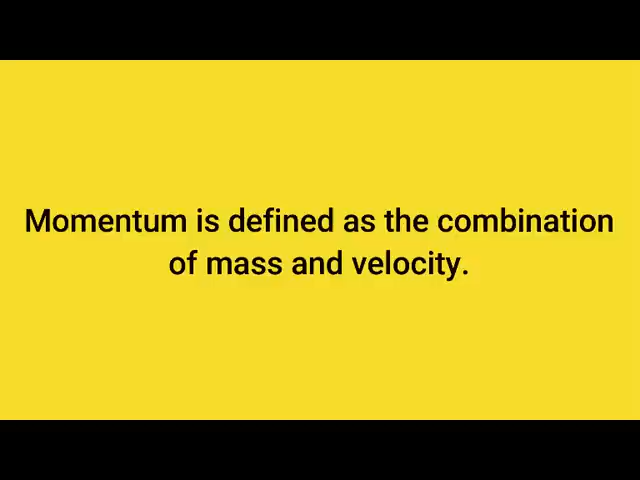 Momentum is defined as the combination
of mass and velocity.